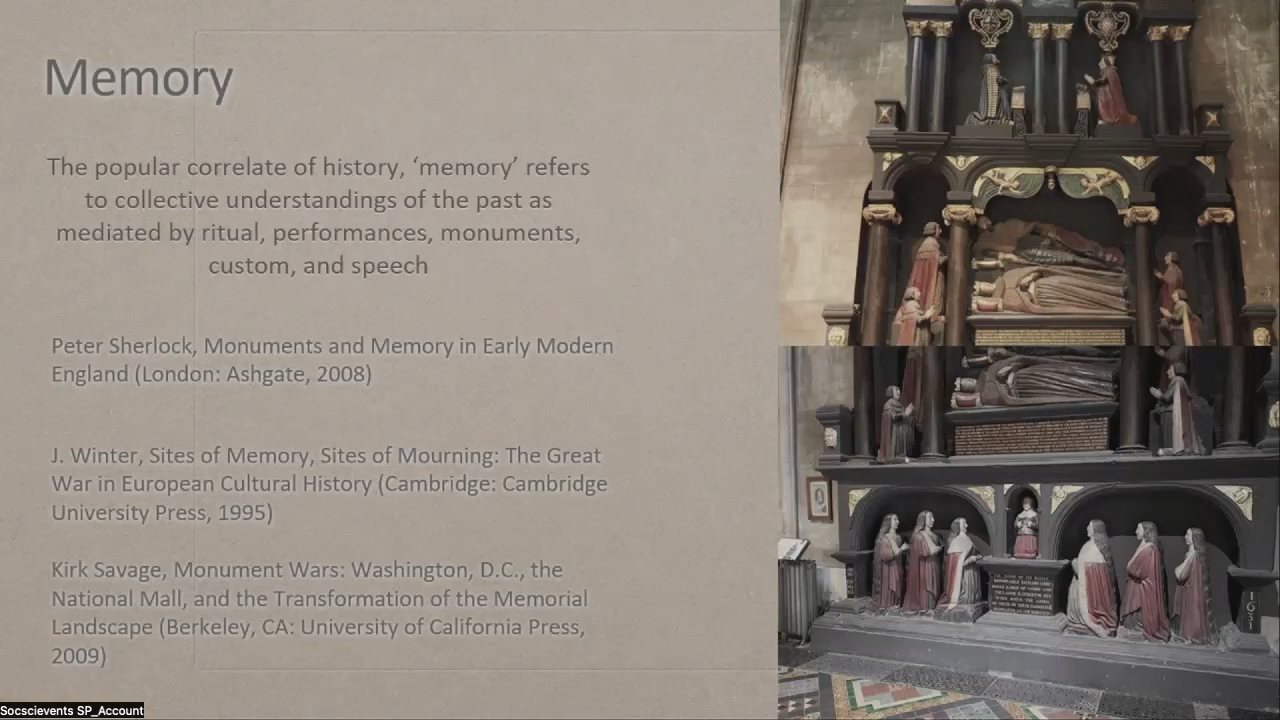 Memory
The popular correlate of history, ‘memory’ refers
to collective understandings of the past as
mediated by ritual, performances, monuments,
custom, and speech
Peter Sherlock, Monuments and Memory in Early Modern
England (London: Ashgate, 2008)
J. Winter, Sites of Memory, Sites of Mourning: The Great
War in European Cultural History (Cambridge: Cambridge
University Press, 1995)
Kirk Savage, Monument Wars: Washington, D.C., the
National Mall, and the Transformation of the Memorial
Landscape (Berkeley, CA: University of California Press,
2009)
1631
Socscievents SP_Account